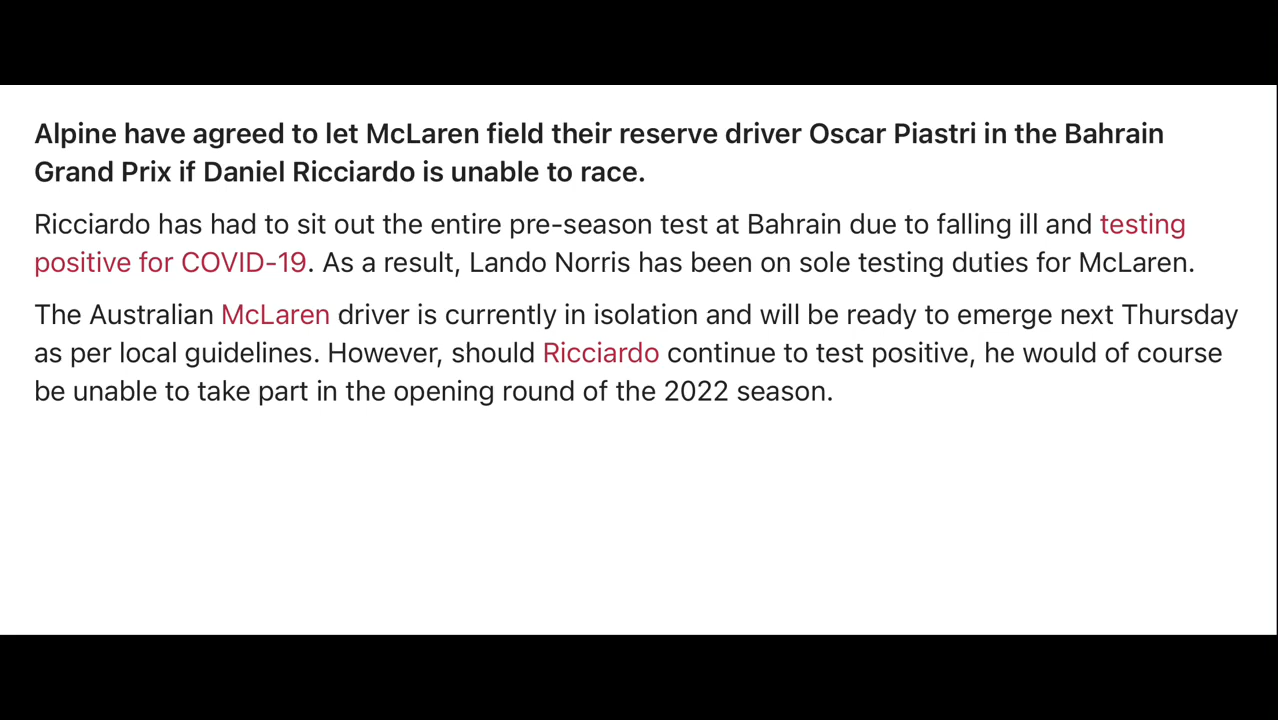 Alpine have agreed to let McLaren field their reserve driver Oscar Piastri in the Bahrain
Grand Prix if Daniel Ricciardo is unable to race.
Ricciardo has had to sit out the entire pre-season test at Bahrain due to falling ill and testing
positive for COVID-19. As a result, Lando Norris has been on sole testing duties for McLaren.
The Australian McLaren driver is currently in isolation and will be ready to emerge next Thursday
as per local guidelines. However, should Ricciardo continue to test positive, he would of course
be unable to take part in the opening round of the 2022 season.